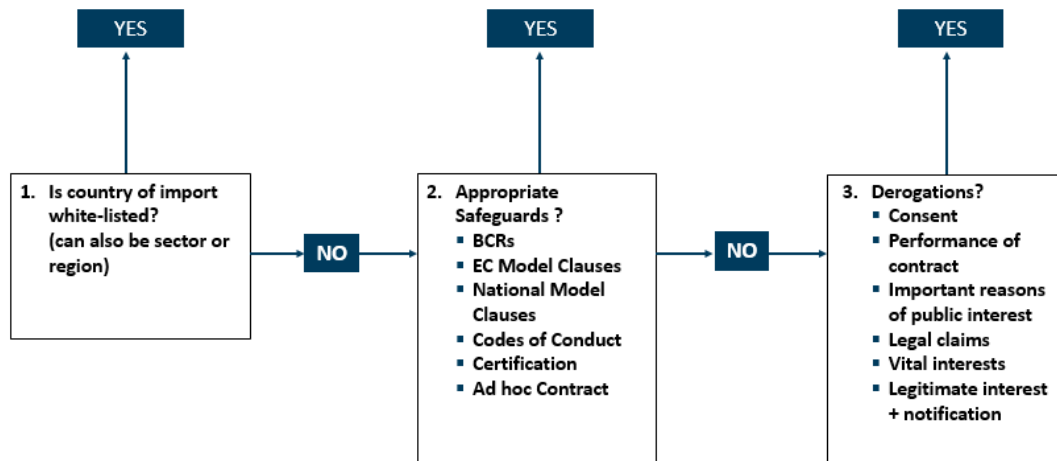 YES
YES
YES
1. Is country of import
white-listed?
(can also be sector or
region)
NO
2. Appropriate
Safeguards ?
▪ BCRs
▪ EC Model Clauses
▪ National Model
Clauses
▪ Codes of Conduct
▪ Certification
▪ Ad hoc Contract
NO
3. Derogations?
▪ Consent
▪ Performance of
contract
▪ Important reasons
of public interest
▪ Legal claims
▪ Vital interests
▪ Legitimate interest
+ notification